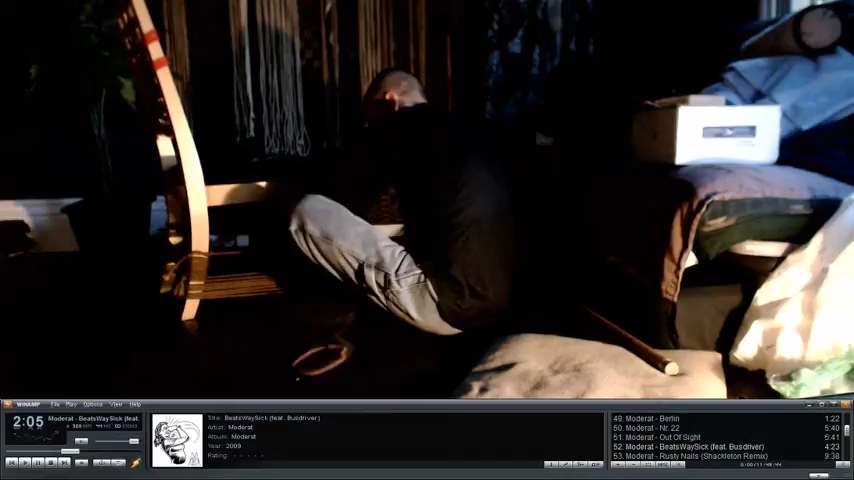 WINAMP File Play Options View Help
2:05
Moderat - BeatsWaySick (feat.
Title: BeatsWaySick (feat. Busdriver)
Artist: Moderat
Album: Moderat
Year: 2009
Rating:
49. Moderat - Berlin 1:22
50. Moderat - Nr. 22 5:40
51. Moderat - Out Of Sight 5:41
52. Moderat - BeatsWaySick (feat. Busdriver) 4:23
53. Moderat - Rusty Nails (Shackleton Remix) 9:38